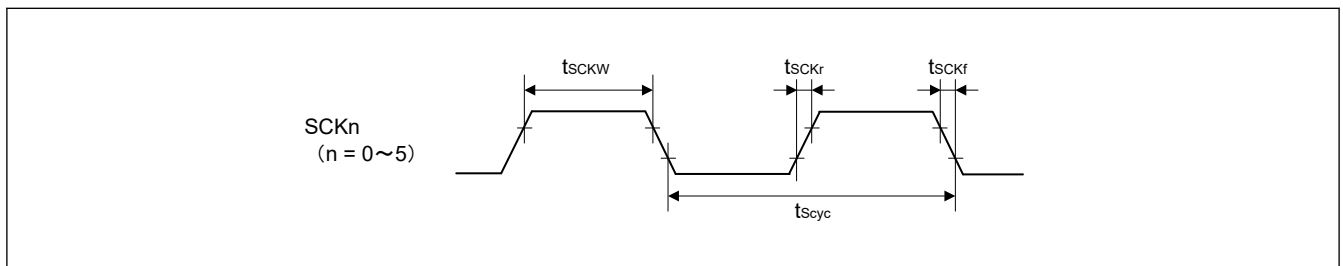 tSCKW
tSCKr
tSCKf
SCKn
（n = 0～5）
tScyc